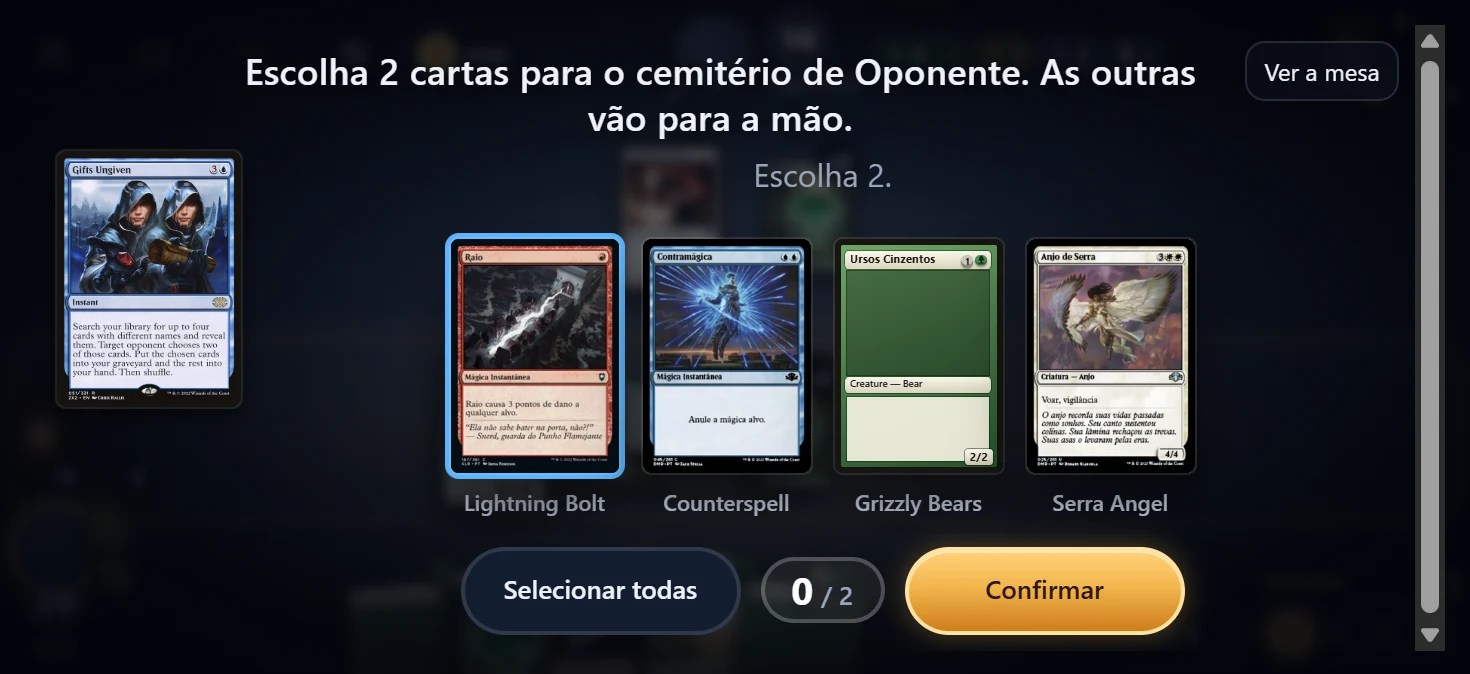 Escolha 2 cartas para o cemitério de Oponente. As outras
vão para a mão.
Ver a mesa
Escolha 2.
Gifts Ungiven
Instant
Search your library for up to four
cards with different names and reveal
them. Target opponent chooses two
of those cards. Put the chosen cards
into your graveyard and the rest into
your hand. Then shuffle.
Raio
Mágica Instantânea
Raio causa 3 pontos de dano a
qualquer alvo.
“Ela não sabe bater na porta, não?!”
— Snerd, guarda do Punho Flamejante
Contramágica
Mágica Instantânea
Anule a mágica alvo.
Ursos Cinzentos
1
Creature — Bear
2/2
Anjo de Serra
3
Criatura — Anjo
Voar, vigilância
O anjo recorda suas vidas passadas
como sonhos. Seu canto sustentou
colinas. Sua lâmina rechaçou as trevas.
Suas asas o levaram pelas eras.
4/4
Lightning Bolt
Counterspell
Grizzly Bears
Serra Angel
Selecionar todas
0 / 2
Confirmar